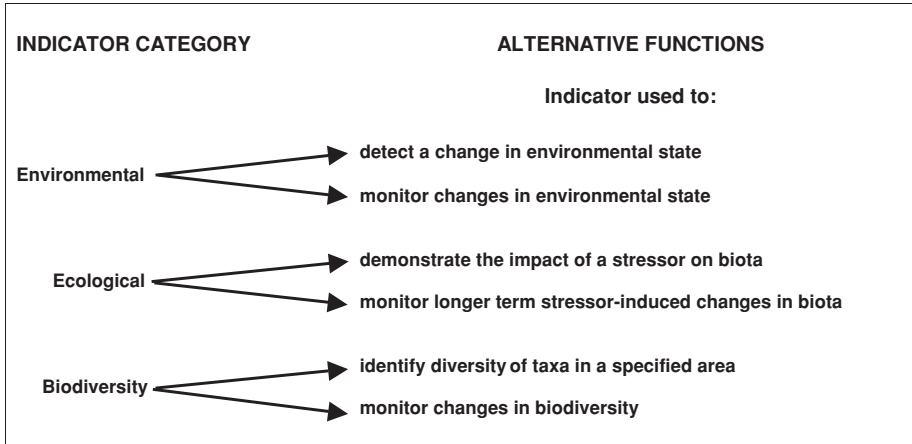 INDICATOR CATEGORY ALTERNATIVE FUNCTIONS
Indicator used to:
Environmental
detect a change in environmental state
monitor changes in environmental state
Ecological
demonstrate the impact of a stressor on biota
monitor longer term stressor-induced changes in biota
Biodiversity
identify diversity of taxa in a specified area
monitor changes in biodiversity